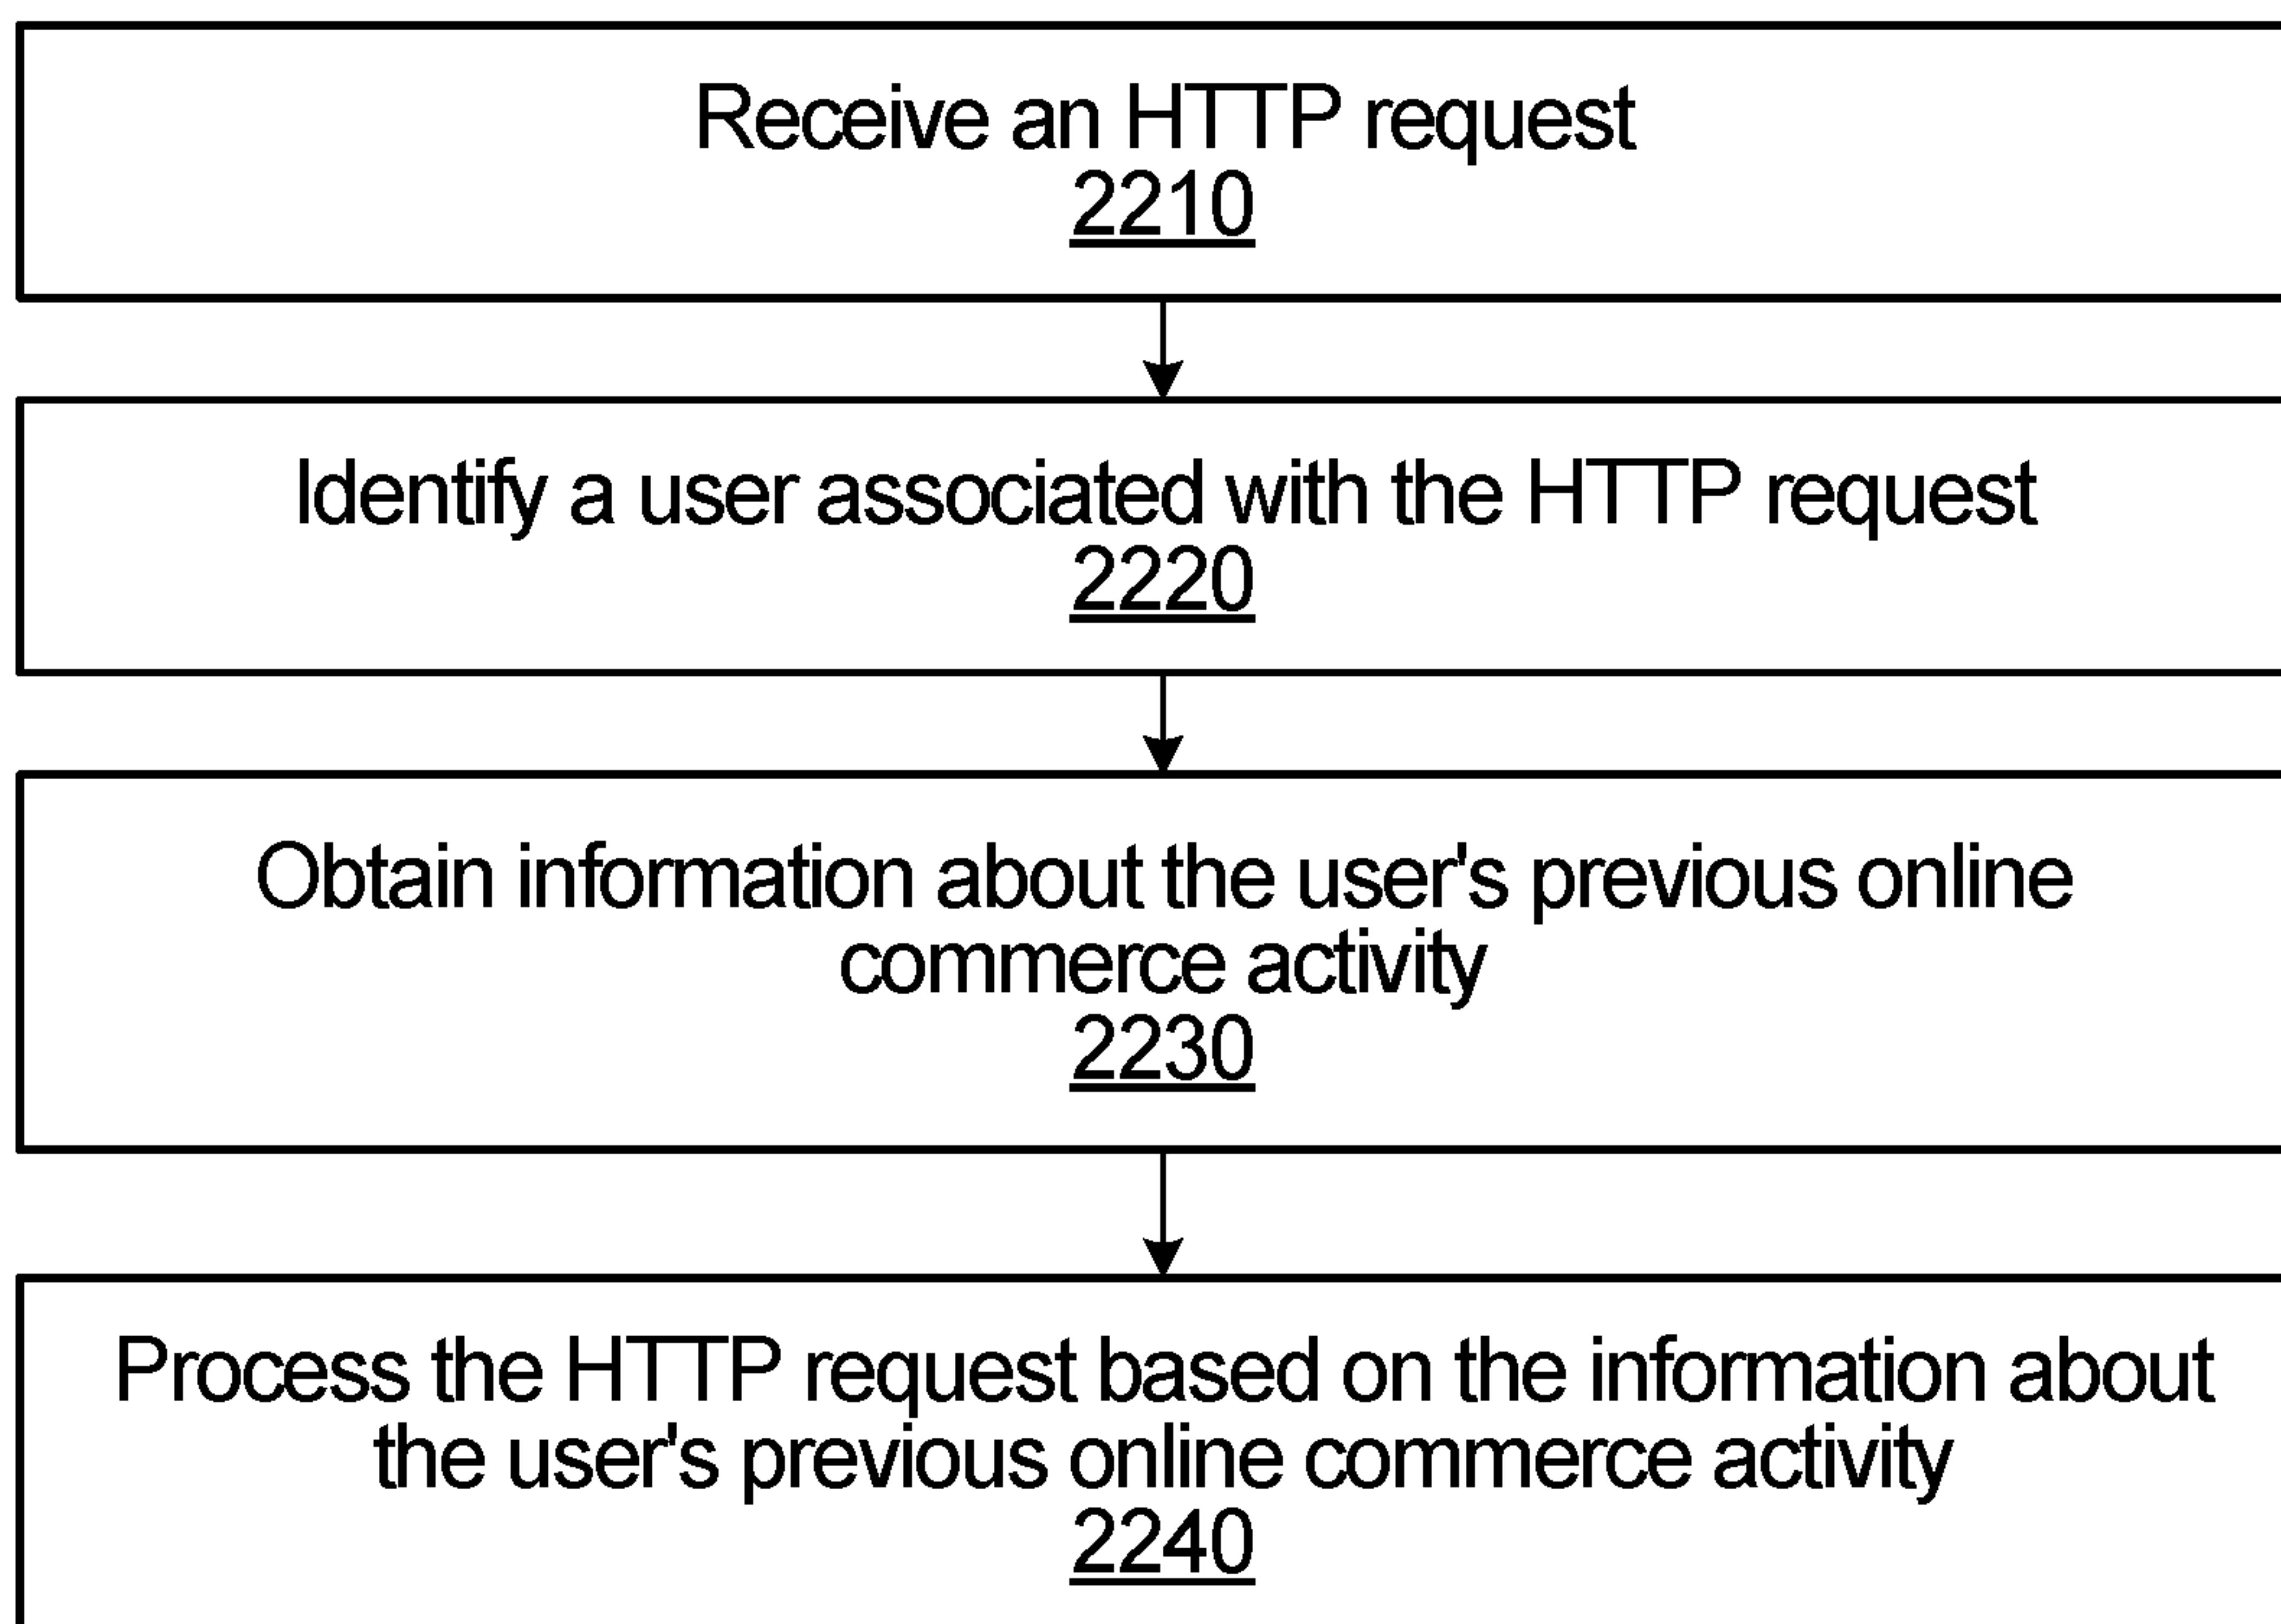 Receive an HTTP request
2210
Identify a user associated with the HTTP request
2220
Obtain information about the user's previous online
commerce activity
2230
Process the HTTP request based on the information about
the user's previous online commerce activity
2240